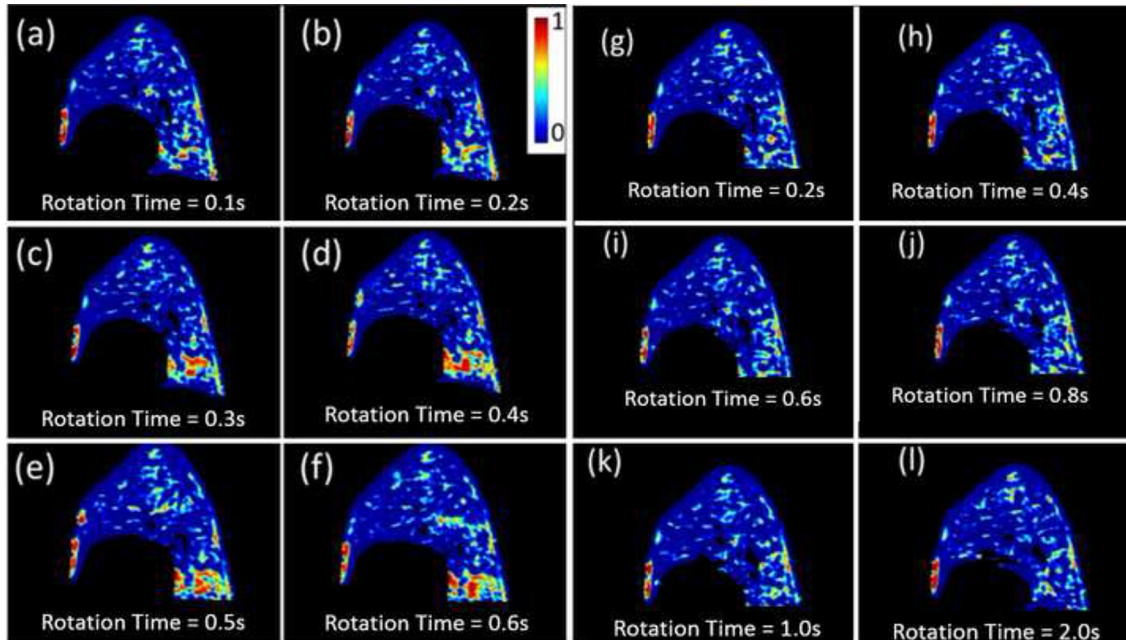 (a)
(b)
1
0
(g)
(h)
Rotation Time = 0.1s
Rotation Time = 0.2s
Rotation Time = 0.2s
Rotation Time = 0.4s
(c)
(d)
(i)
(j)
Rotation Time = 0.3s
Rotation Time = 0.4s
Rotation Time = 0.6s
Rotation Time = 0.8s
(e)
(f)
(k)
(l)
Rotation Time = 0.5s
Rotation Time = 0.6s
Rotation Time = 1.0s
Rotation Time = 2.0s